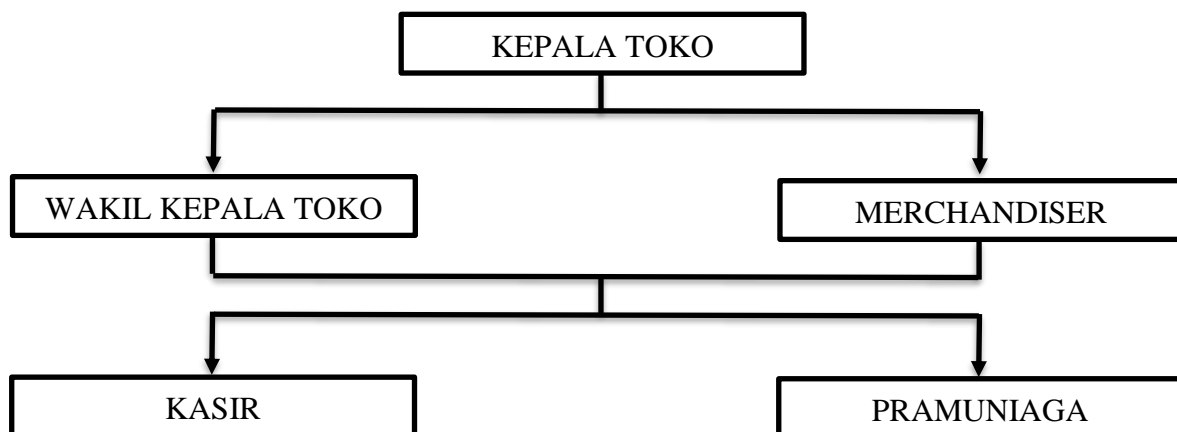 KEPALA TOKO
WAKIL KEPALA TOKO
MERCHANDISER
KASIR
PRAMUNIAGA